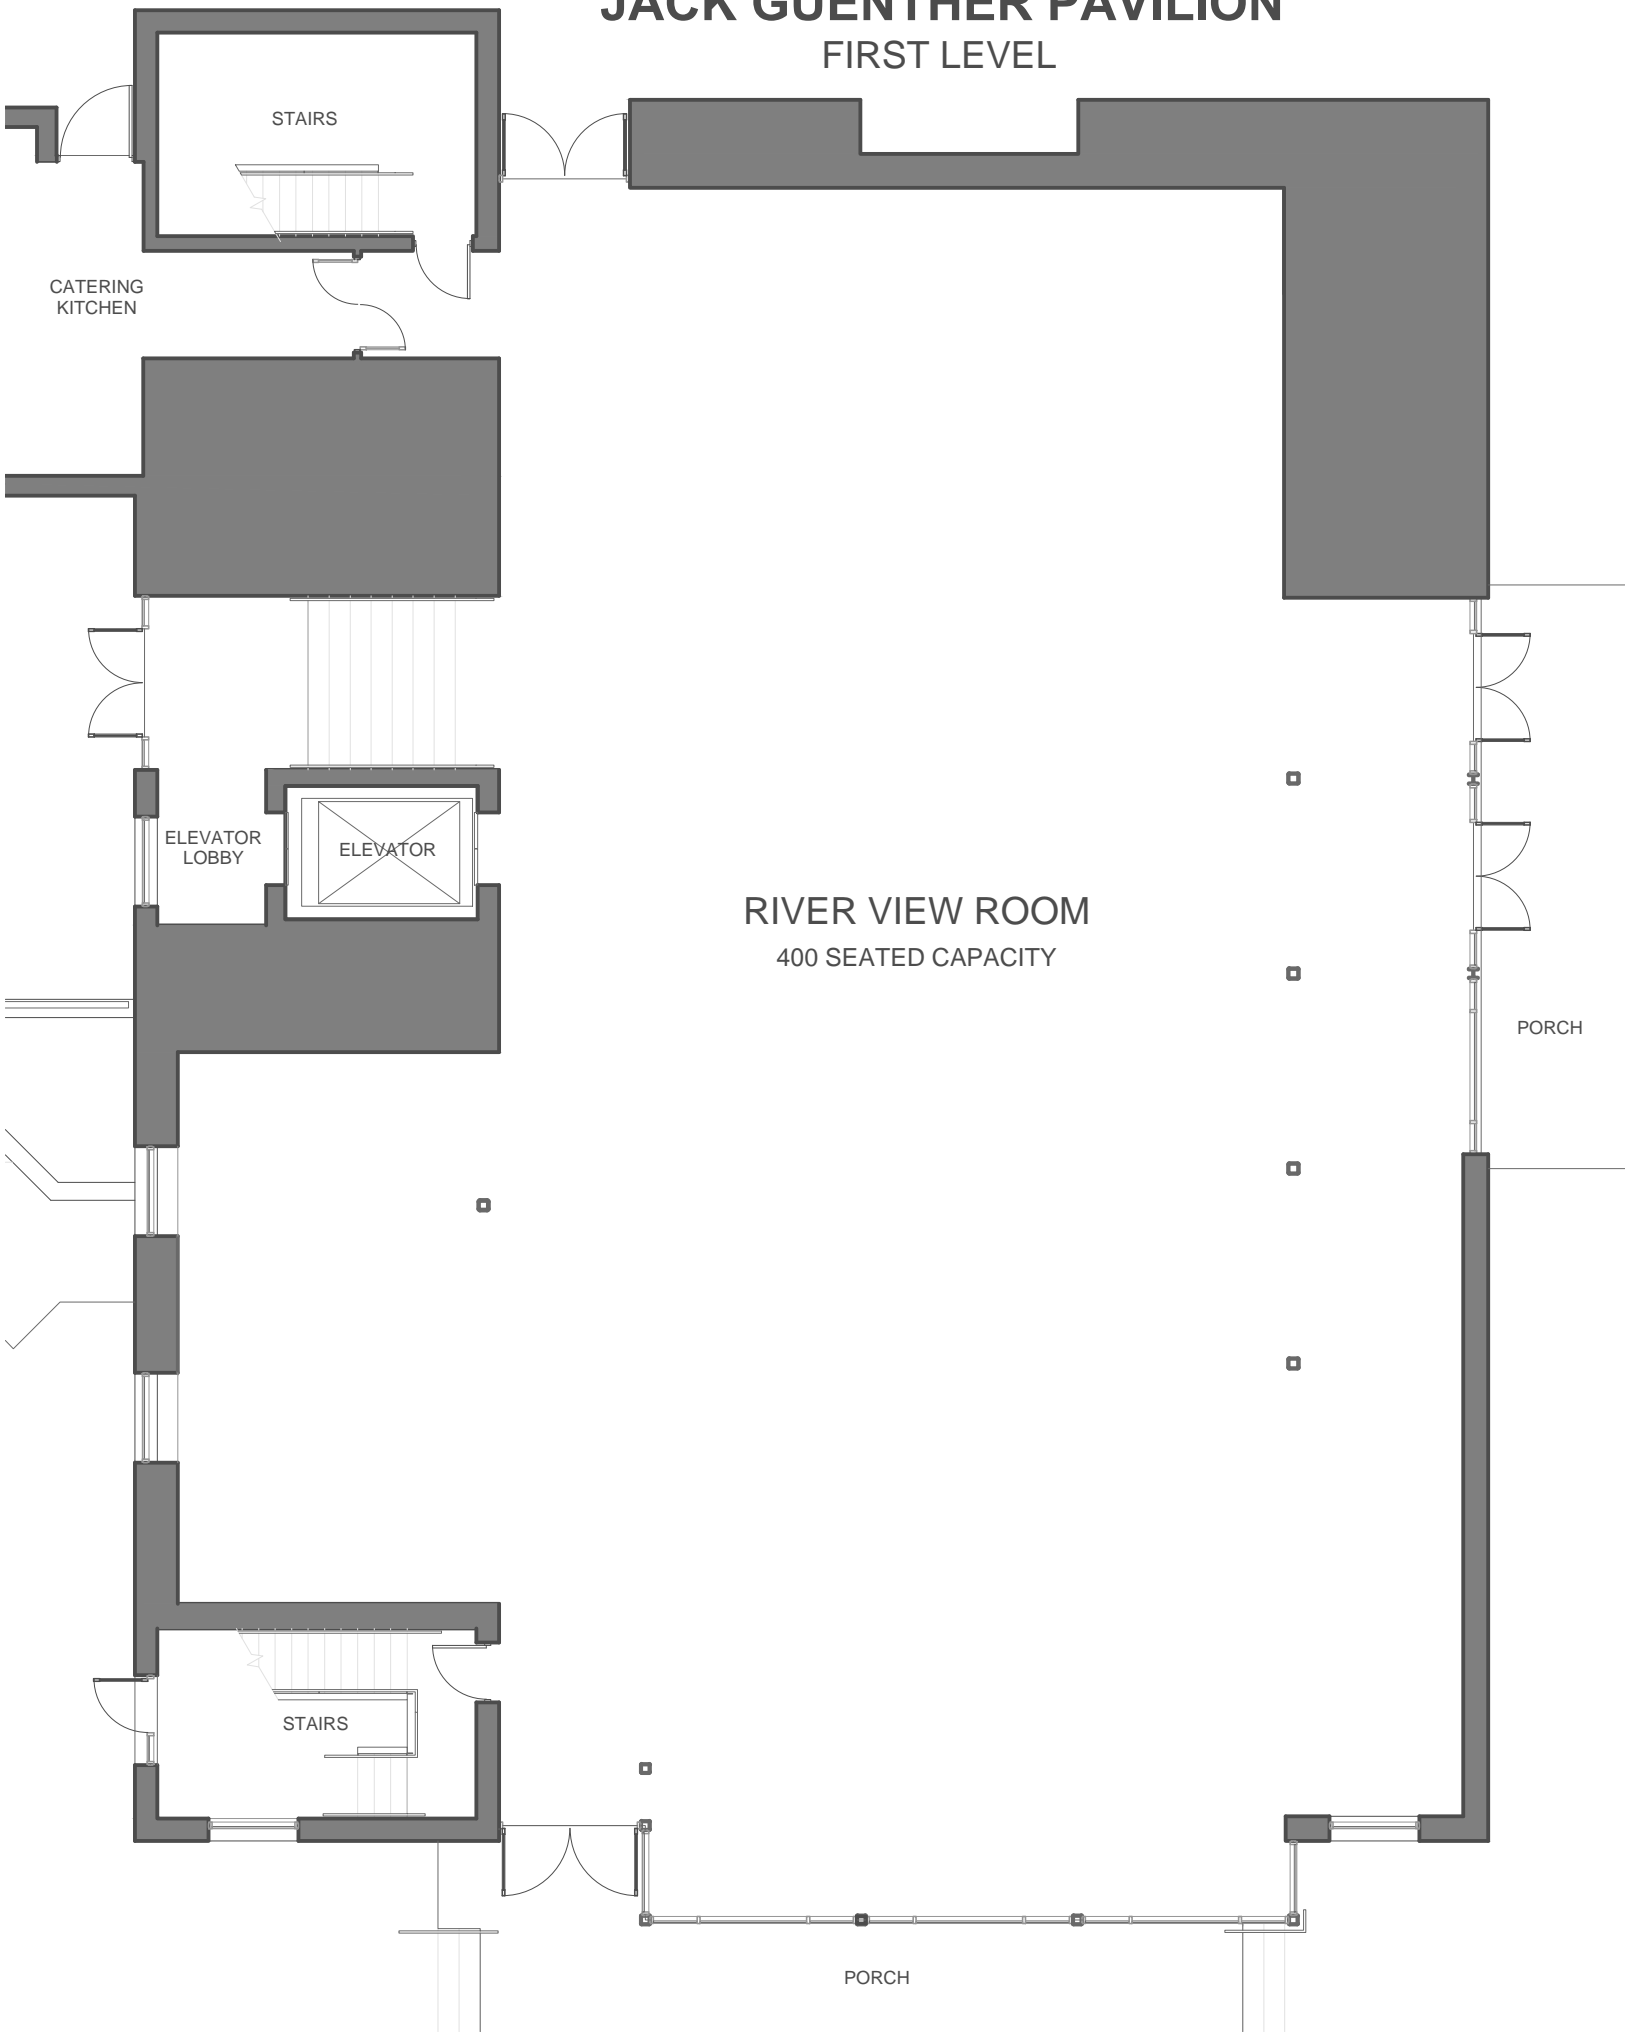 JACK GUENTHER PAVILION
FIRST LEVEL
STAIRS
CATERING
KITCHEN
ELEVATOR
LOBBY
ELEVATOR
RIVER VIEW ROOM
400 SEATED CAPACITY
PORCH
STAIRS
PORCH